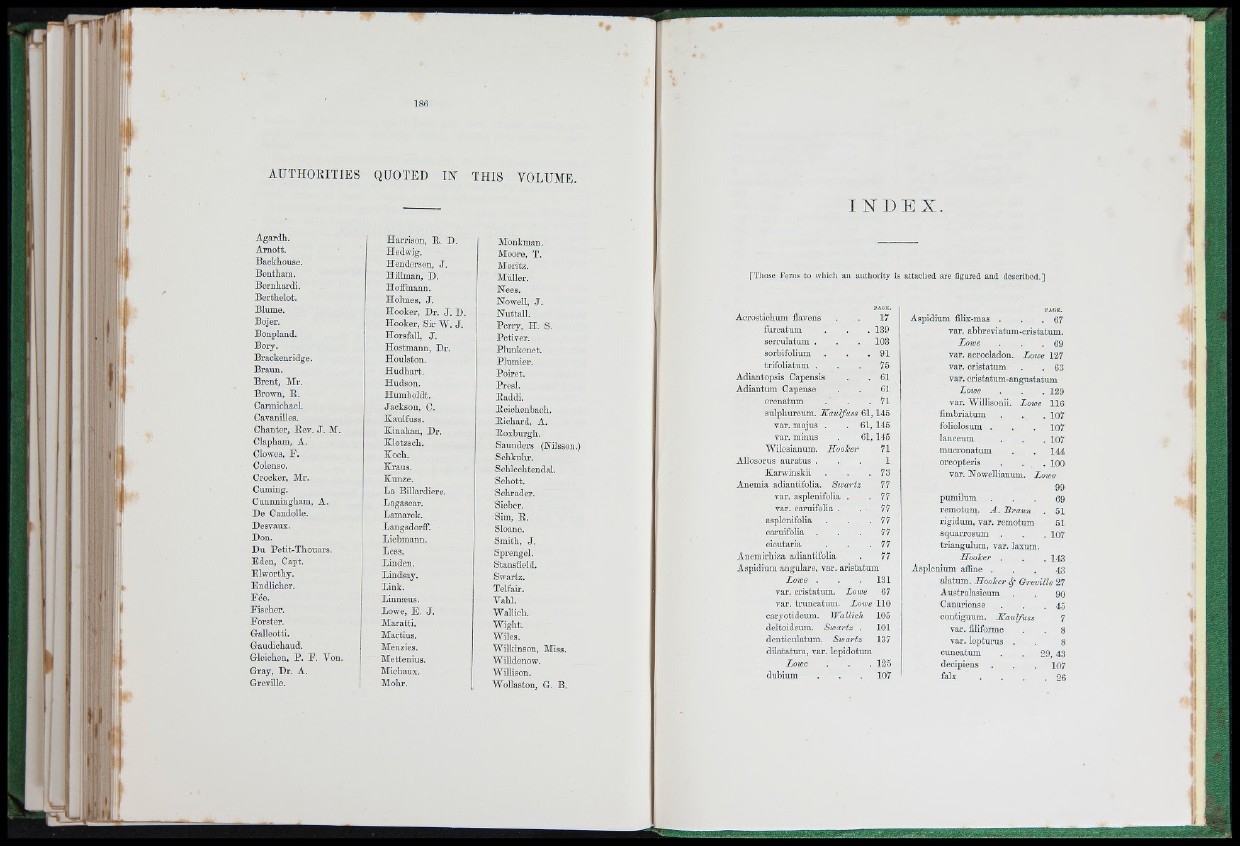 186
AUTHORITIES QUOTED IN THIS VOLUME.
Agardh.
Arnott.
Backhouse.
Bentham.
Bernhardi.
Berthelot.
Blume.
Bojer.
Bonpland.
Bory.
Brackenridge.
Braun.
Brent, Mr.
Brown, R.
Carmichael.
Cavanilles.
Chanter, Rev. J. M.
Clapham, A.
Clowes, F.
Colenso.
Crocker, Mr.
Cuming.
Cunnningham, A.
De Candolle.
Desvaux.
Don.
Du Petit-Thouars.
Eden, Capt.
Elworthy.
Endlicher.
Fée.
Fischer.
Forster.
Galleotti.
Gaudichaud.
Gleichen, P. F. Von.
Gray, Dr. A.
Greville.
Harrison, R. D.
Hedwig.
Henderson, J.
Hillman, D.
Hoffmann.
Holmes, J.
Hooker, Dr. J. D.
Hooker, Sir W. J.
Horsfall, J.
Hostmann, Dr.
Houlston.
Hudhart.
Hudson.
Humboldt.
Jackson, C.
Kaulfuss.
Kinahan, Dr.
Klotzsch.
Koch.
Kraus.
Kunze.
La Billardiere.
Lagascar.
Lamarck.
Langsdorff.
Liebmann.
Less.
Linden.
Lindsay.
Link.
Linnæus.
Lowe, E. J.
Maratti.
Martius.
Menzies.
Mettenius.
Michaux.
Mohr.
Monkman.
Moore, T.
Moritz.
Müller.
Nees.
Nowell, J.
Nuttall.
Perry, H. S.
Petiver.
Plunkenet.
Plumier.
Poiret.
Presl.
Raddi.
Reichenbach.
Richard, A.
Roxburgh.
Saunders (Nilsson.)
Schkuhr.
Schlechtendal.
Schott.
Schrader.
Sieber.
Sim, R.
Sloane.
Smith, J.
Sprengel.
Stansfield.
Swartz.
Telfair.
Vahl.
Wallich.
Wight.
Wiles.
Wilkinson, Miss.
Willdenow.
Willison.
Wollaston, G. B.
INDEX.
[Those Ferns to which an authority is attached are figured and described.]
PAGE.
Acrostichum flavens . . 17
furcatum . . . 139
serrulatum . . . 103
sorbifolium . . . 91
trifoliatum . . . 75
Adiantopsis Capensis . . 61
Adiantum Capense . . 61
crenatum . . . 71
sulphureum. Kaulfuss 61, 145
var. majus . . 61, 145
var. minus . 61, 145
Wilesianum. Hooker 71
Allosorus auratus . . . 1
Karwinskii . . . 73
Anemia adiantifolia. Swartz 77
var. asplenifolia . . 77
var. caruifolia . . 77
asplenifolia . . . 77
caruifolia . . . 77
cicutaria . . . 77
Anemirhiza adiantifolia . 77
Aspidium angulare, var. aristatum
Lowe . . . 131
var. cristatum. Lowe 67
var. truncatum. Lowe 110
caryotideum. Wallich 105
deltoideum. Swartz . 101
denticulatum. Swartz 137
dilatatum, var. lepidotum
Lowe . . . 125
dubium . . . 107
PAGE.
Aspidium filix-mas . . . 67
var. abbreviatum-cristatum.
Lowe . . . 69
var. acrocladon. Lowe 127
var. cristatum . . 63
var. cristatum-angustatum
Lowe . . . 129
var. Willisonii. Lowe 116
fimbriatum . . . 107
foliolosum . . . 107
lanceum . . . 107
mucronatum . . 144
oreopteris . . . 100
var. Nowellianum. Lowe
99
pumilum . . . 69
remotum. A. Braun . 51
rigidum, var. remotum 51
squarrosum . . . 107
triangulum, var. laxum.
Hooker . . . 143
Asplenium affine . . . 43
alatum. Hooker & Greville 27
Australasicum . . 90
Canariense . . . 45
contiguum. Kaulfuss 7
var. filiforme . . 8
var. lepturus . . 8
cuneatum . . 29, 43
decipiens . . . 107
falx . . . . 26